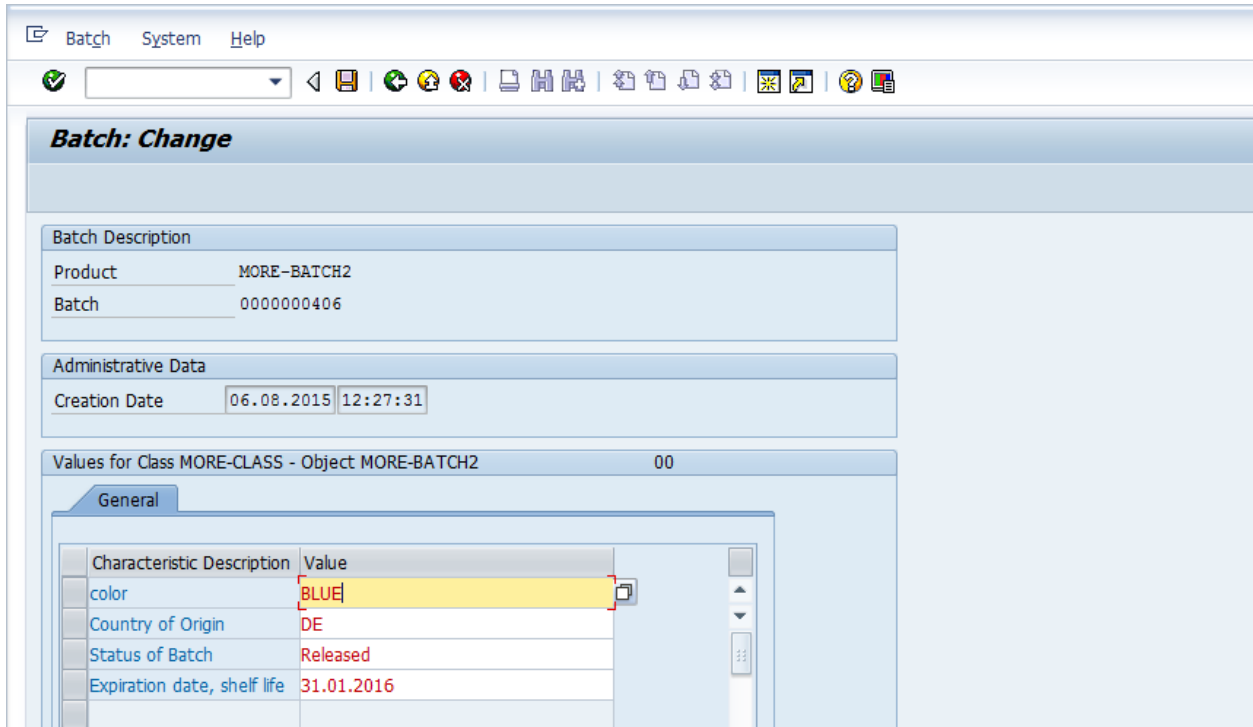 Batch System Help
Batch: Change
Batch Description
Product MORE-BATCH2
Batch 0000000406
Administrative Data
Creation Date 06.08.2015 12:27:31
Values for Class MORE-CLASS - Object MORE-BATCH2 00
General
Characteristic Description Value
color BLUE
Country of Origin DE
Status of Batch Released
Expiration date, shelf life 31.01.2016